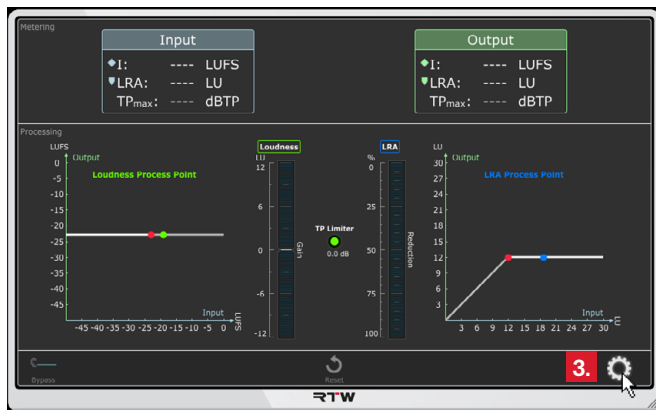 Metering
Input
I: ---- LUFS
LRA: ---- LU
TPmax: ---- dBTP
Output
I: ---- LUFS
LRA: ---- LU
TPmax: ---- dBTP
Processing
LUFS
Output
Loudness Process Point
0
-5
-10
-15
-20
-25
-30
-35
-40
-45
Input
-45 -40 -35 -30 -25 -20 -15 -10 -5 0
LUFS
Loudness
LU
12
6
0
-6
-12
Gain
TP Limiter
0.0 dB
LRA
%
0
25
50
75
100
Reduction
LU
Output
LRA Process Point
30
27
24
21
18
15
12
9
6
3
Input
3 6 9 12 15 18 21 24 27 30
LU
Bypass
Reset
3.
RTW